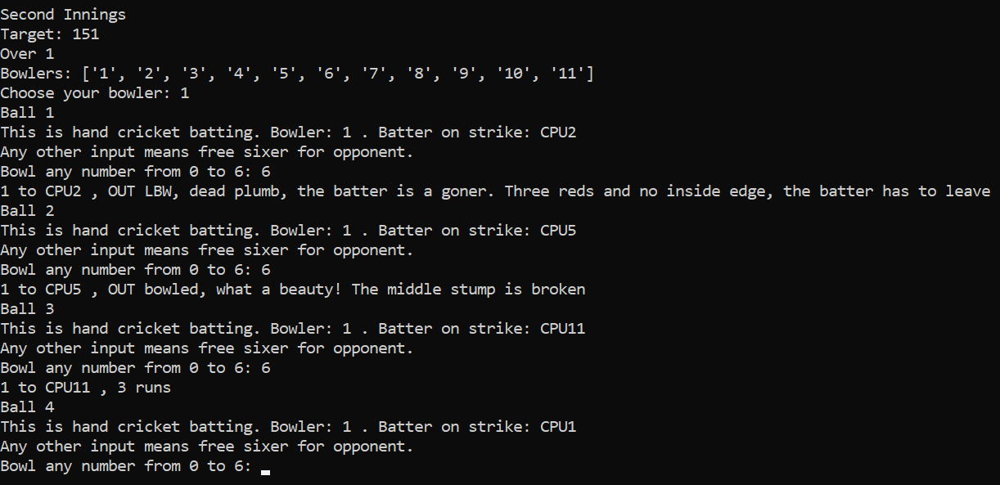 Second Innings
Target: 151
Over 1
Bowlers: ['1', '2', '3', '4', '5', '6', '7', '8', '9', '10', '11']
Choose your bowler: 1
Ball 1
This is hand cricket batting. Bowler: 1 . Batter on strike: CPU2
Any other input means free sixer for opponent.
Bowl any number from 0 to 6: 6
1 to CPU2 , OUT LBW, dead plumb, the batter is a goner. Three reds and no inside edge, the batter has to leave
Ball 2
This is hand cricket batting. Bowler: 1 . Batter on strike: CPU5
Any other input means free sixer for opponent.
Bowl any number from 0 to 6: 6
1 to CPU5 , OUT bowled, what a beauty! The middle stump is broken
Ball 3
This is hand cricket batting. Bowler: 1 . Batter on strike: CPU11
Any other input means free sixer for opponent.
Bowl any number from 0 to 6: 6
1 to CPU11 , 3 runs
Ball 4
This is hand cricket batting. Bowler: 1 . Batter on strike: CPU1
Any other input means free sixer for opponent.
Bowl any number from 0 to 6: